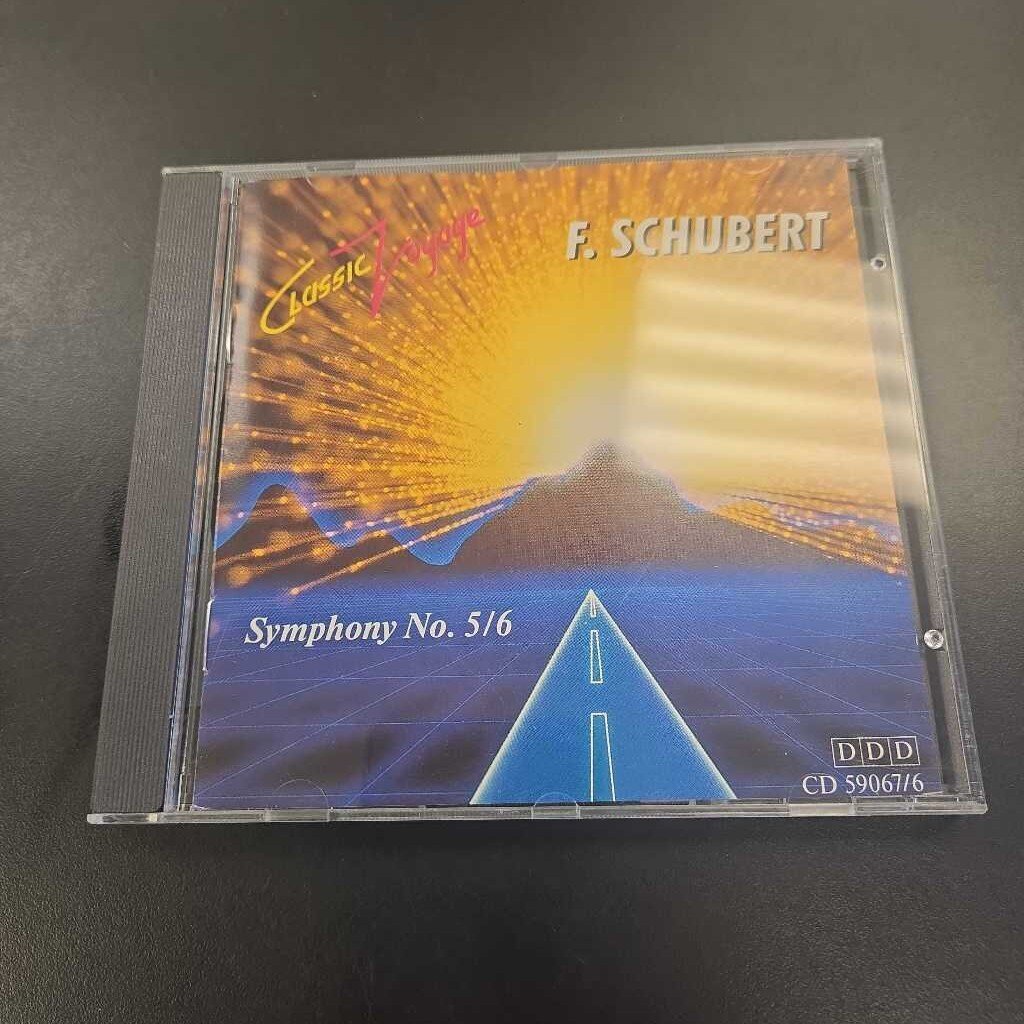 Classic Voyage
F. SCHUBERT
Symphony No. 5/6
DDD
CD 59067/6